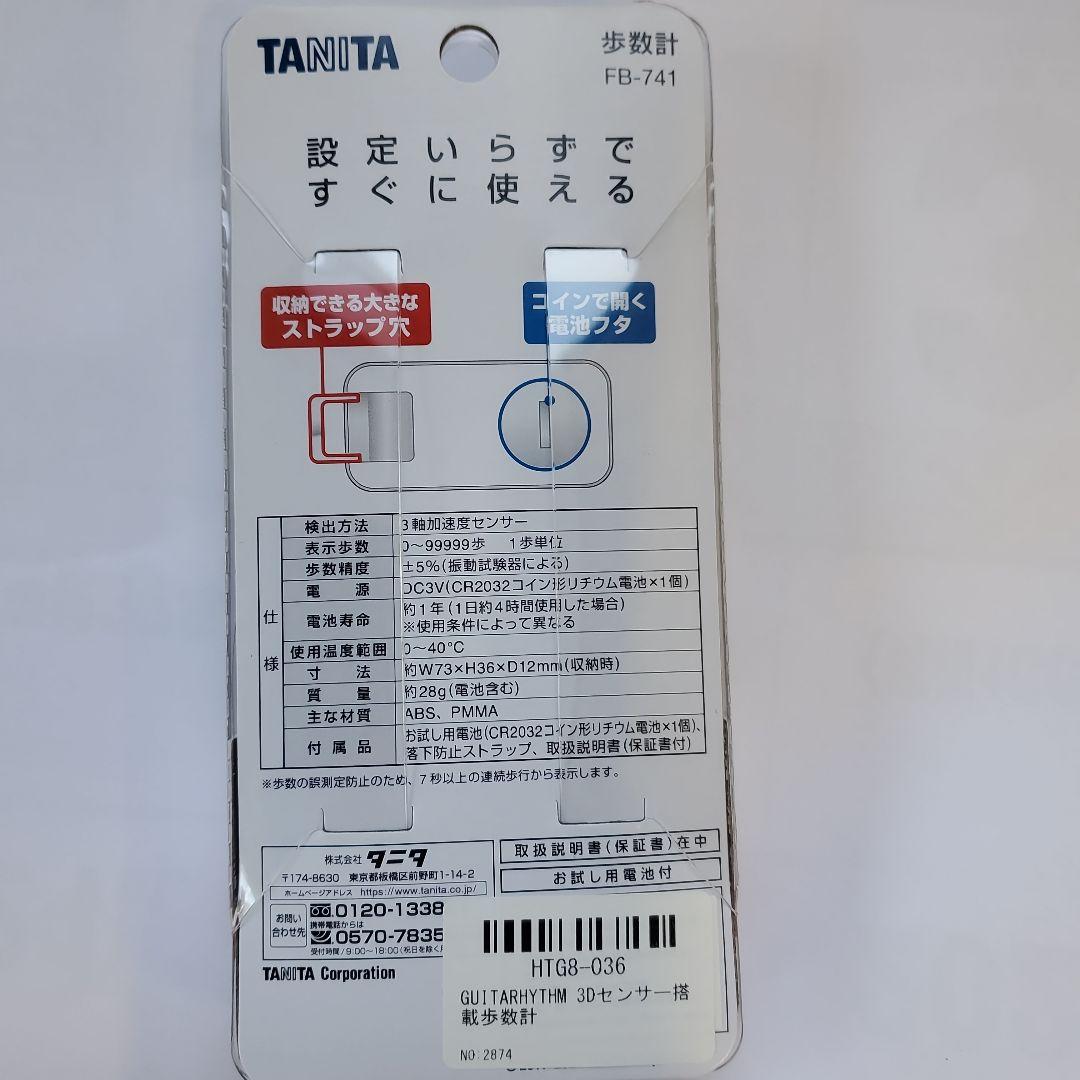 TANITA
歩数計
FB-741
設定いらずで
すぐに使える
収納できる大きな
ストラップ穴
コインで開く
電池フタ
仕様
検出方法 3軸加速度センサー
表示歩数 0～99999歩 1歩単位
歩数精度 ±5%(振動試験器による)
電源 DC3V(CR2032コイン形リチウム電池×1個)
電池寿命 約1年(1日約4時間使用した場合)
※使用条件によって異なる
使用温度範囲 0～40℃
寸法 約W73×H36×D12mm(収納時)
質量 約28g(電池含む)
主な材質 ABS、PMMA
付属品 お試し用電池(CR2032コイン形リチウム電池×1個)、
落下防止ストラップ、取扱説明書(保証書付)
※歩数の誤測定防止のため、7秒以上の連続歩行から表示します。
株式会社 タニタ
〒174-8630 東京都板橋区前野町1-14-2
ホームページアドレス https://www.tanita.co.jp/
お問い
合わせ先
0120-1338
携帯電話からは
0570-7835
受付時間/9:00～18:00(祝日を除く
TANITA Corporation
取扱説明書(保証書)在中
お試し用電池付
HTG8-036
GUITARHYTHM 3Dセンサー搭
載歩数計
NO:2874